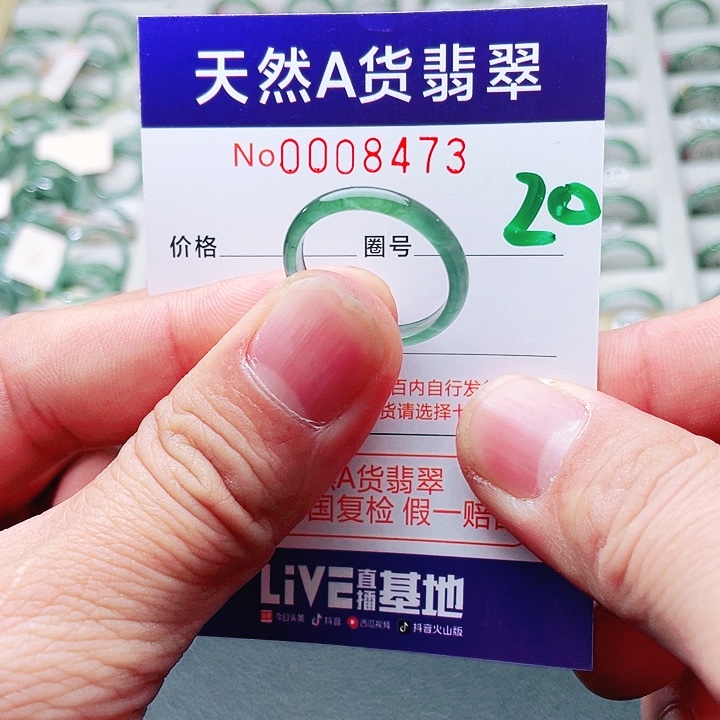 天然A货翡翠
No0008473
20
价格 圈号
百内自行发
货请选择七
A货翡翠
国复检 假一赔
LiVE直播基地
今日头条 抖音 西瓜视频 抖音火山版